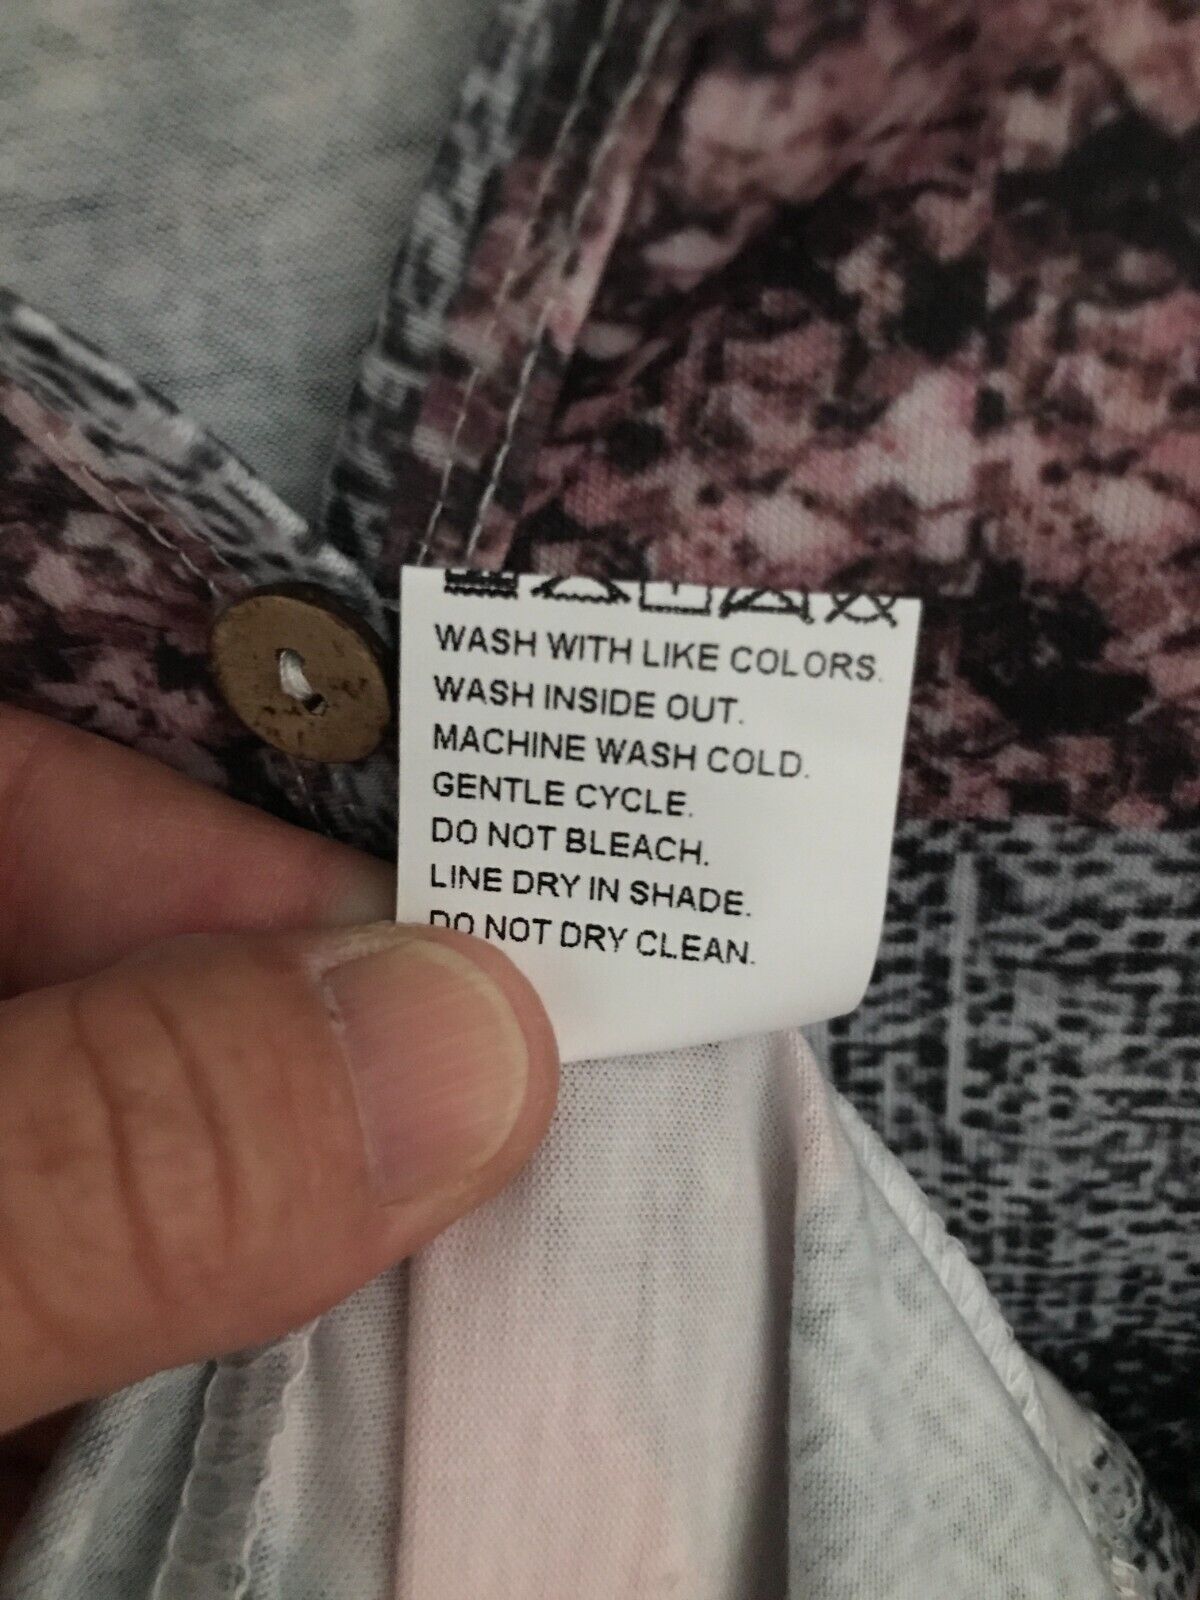 WASH WITH LIKE COLORS.
WASH INSIDE OUT.
MACHINE WASH COLD.
GENTLE CYCLE.
DO NOT BLEACH.
LINE DRY IN SHADE.
DO NOT DRY CLEAN.